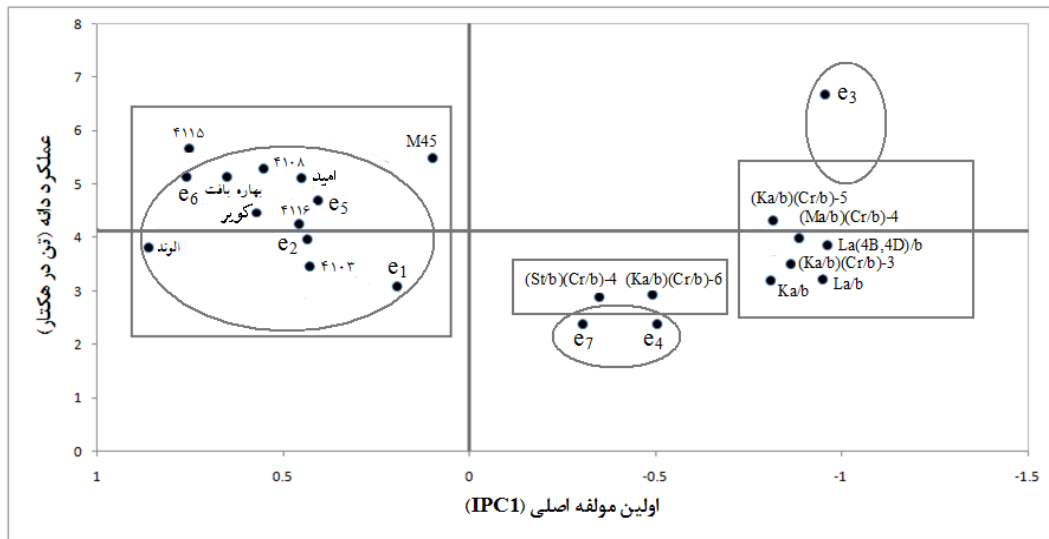 عملکرد دانه (تن در هکتار)
8
7
6
5
4
3
2
1
0
e3
۴۱۱۵
M45
۴۱۰۸
امید
e6
بهاره بافت
e5
کویر
(Ka/b)(Cr/b)-5
۴۱۱۶
(Ma/b)(Cr/b)-4
e2
الوند
La(4B,4D)/b
۴۱۰۳
(Ka/b)(Cr/b)-3
e1
(St/b)(Cr/b)-4
(Ka/b)(Cr/b)-6
Ka/b
La/b
e7
e4
1
0.5
0
-0.5
-1
-1.5
اولین مولفه اصلی (IPC1)